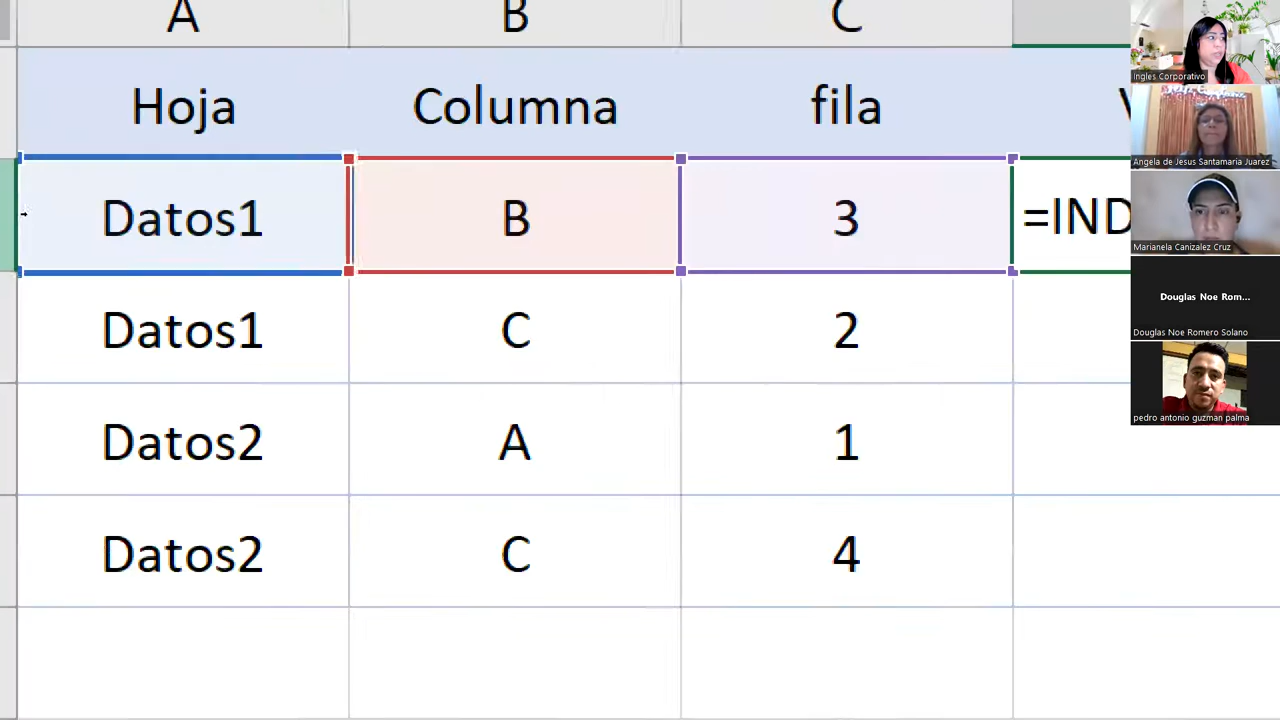 A B C
Hoja Columna fila
Datos1 B 3 =IND
Datos1 C 2
Datos2 A 1
Datos2 C 4
Ingles Corporativo
Angela de Jesus Santamaria Juarez
Marianela Canizalez Cruz
Douglas Noe Rom...
Douglas Noe Romero Solano
pedro antonio guzman palma